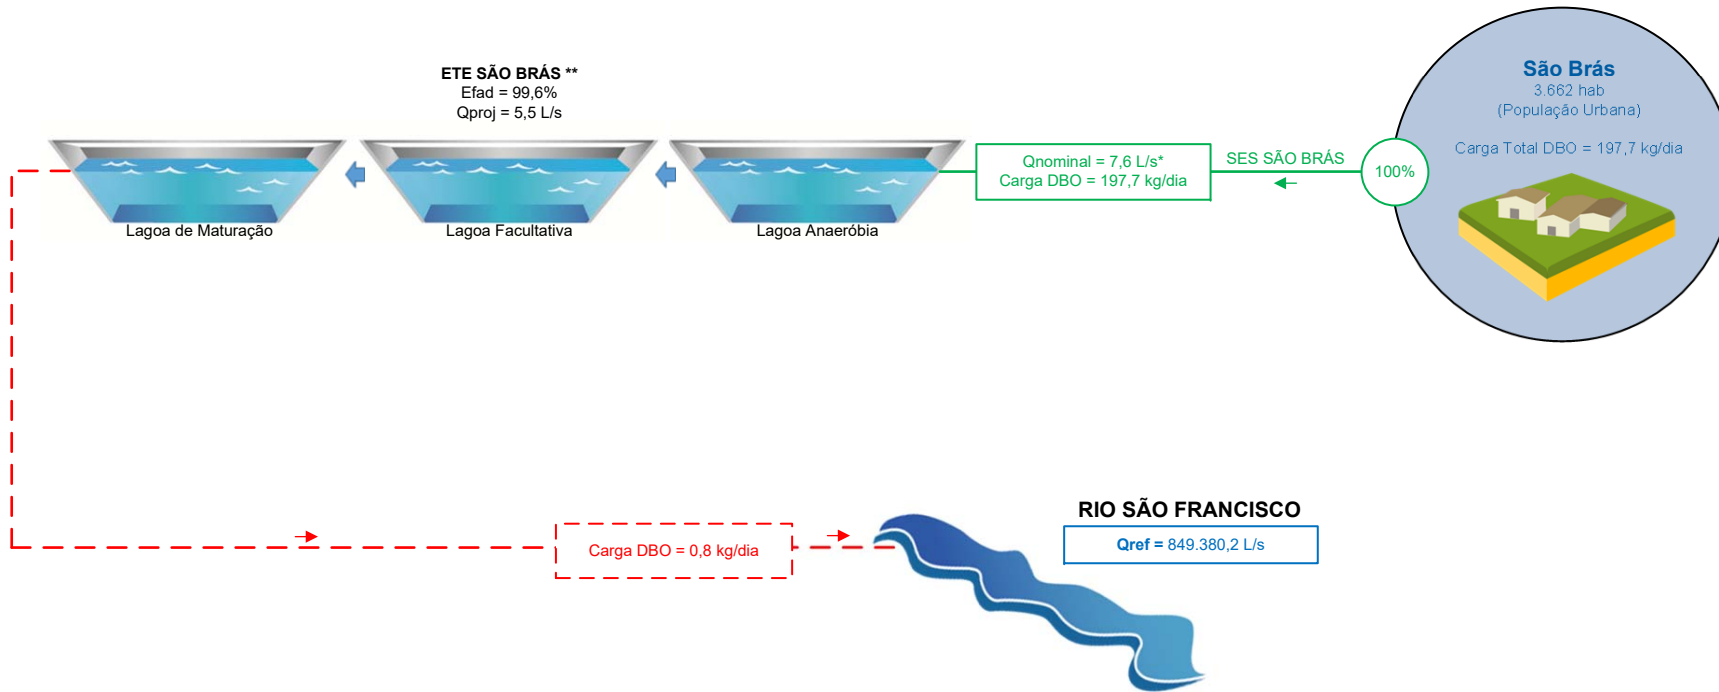 ETE SÃO BRÁS **
Efad = 99,6%
Qproj = 5,5 L/s
Lagoa de Maturação
Lagoa Facultativa
Lagoa Anaeróbia
Qnominal = 7,6 L/s*
Carga DBO = 197,7 kg/dia
SES SÃO BRÁS
100%
São Brás
3.662 hab
(População Urbana)
Carga Total DBO = 197,7 kg/dia
Carga DBO = 0,8 kg/dia
RIO SÃO FRANCISCO
Qref = 849.380,2 L/s